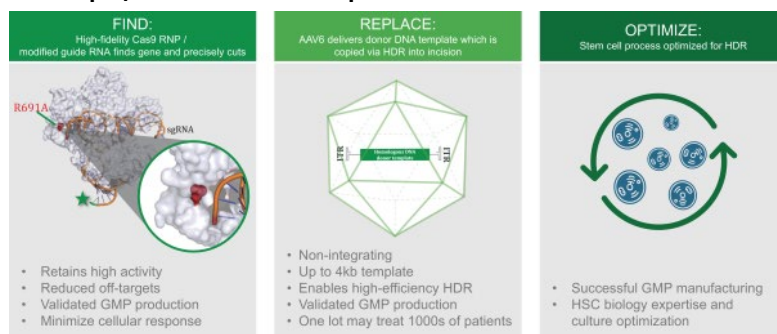 FIND:
High-fidelity Cas9 RNP /
modified guide RNA finds gene and precisely cuts
R691A
sgRNA
• Retains high activity
• Reduced off-targets
• Validated GMP production
• Minimize cellular response
REPLACE:
AAV6 delivers donor DNA template which is
copied via HDR into incision
ITR
Homologous DNA
donor template
ITR
• Non-integrating
• Up to 4kb template
• Enables high-efficiency HDR
• Validated GMP production
• One lot may treat 1000s of patients
OPTIMIZE:
Stem cell process optimized for HDR
• Successful GMP manufacturing
• HSC biology expertise and
culture optimization